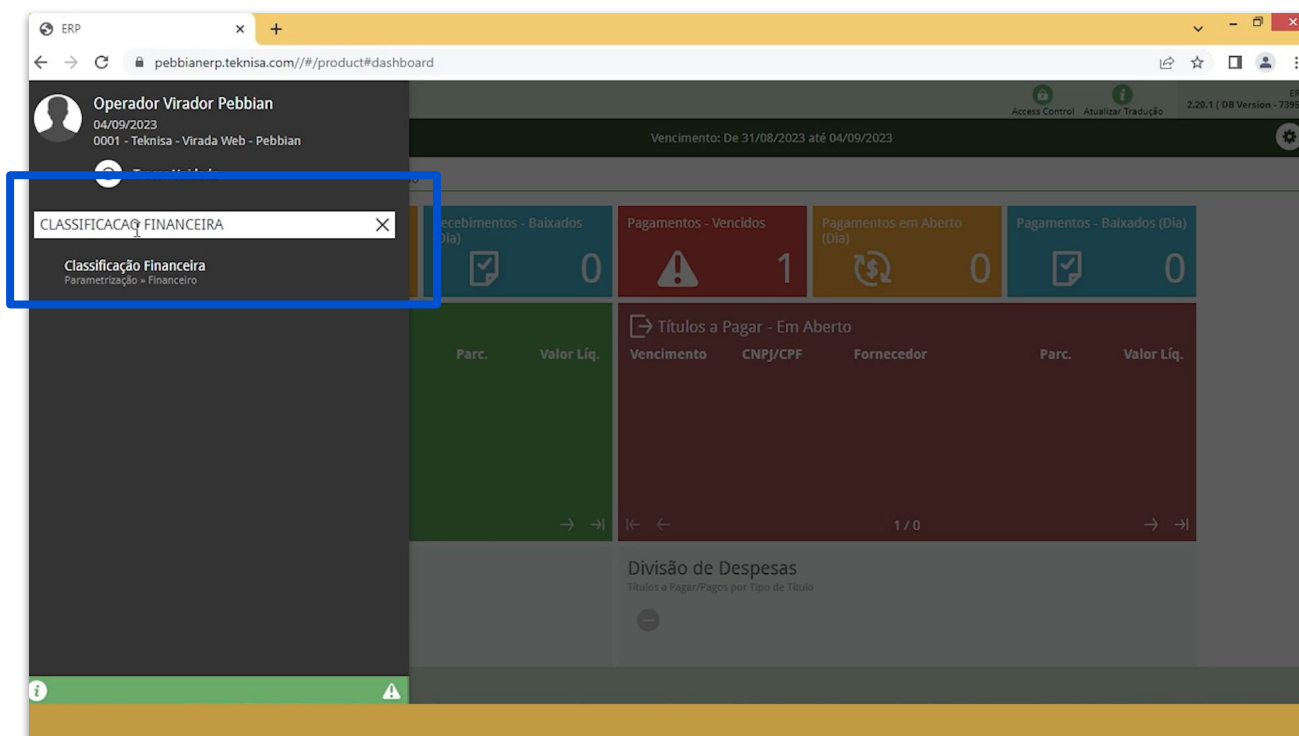 ERP
pebbianerp.teknisa.com//#/product#dashboard
Operador Virador Pebbian
04/09/2023
0001 - Teknisa - Virada Web - Pebbian
Access Control
Atualizar Tradução
2.20.1 ( DB Version - 7395
Vencimento: De 31/08/2023 até 04/09/2023
CLASSIFICACAO FINANCEIRA
Classificação Financeira
Parametrização » Financeiro
ecebimentos - Baixados
Dia)
0
Pagamentos - Vencidos
1
Pagamentos em Aberto
(Dia)
0
Pagamentos - Baixados (Dia)
0
Parc. Valor Líq.
Títulos a Pagar - Em Aberto
Vencimento CNPJ/CPF Fornecedor Parc. Valor Líq.
1 / 0
Divisão de Despesas
Títulos a Pagar/Pagos por Tipo de Título